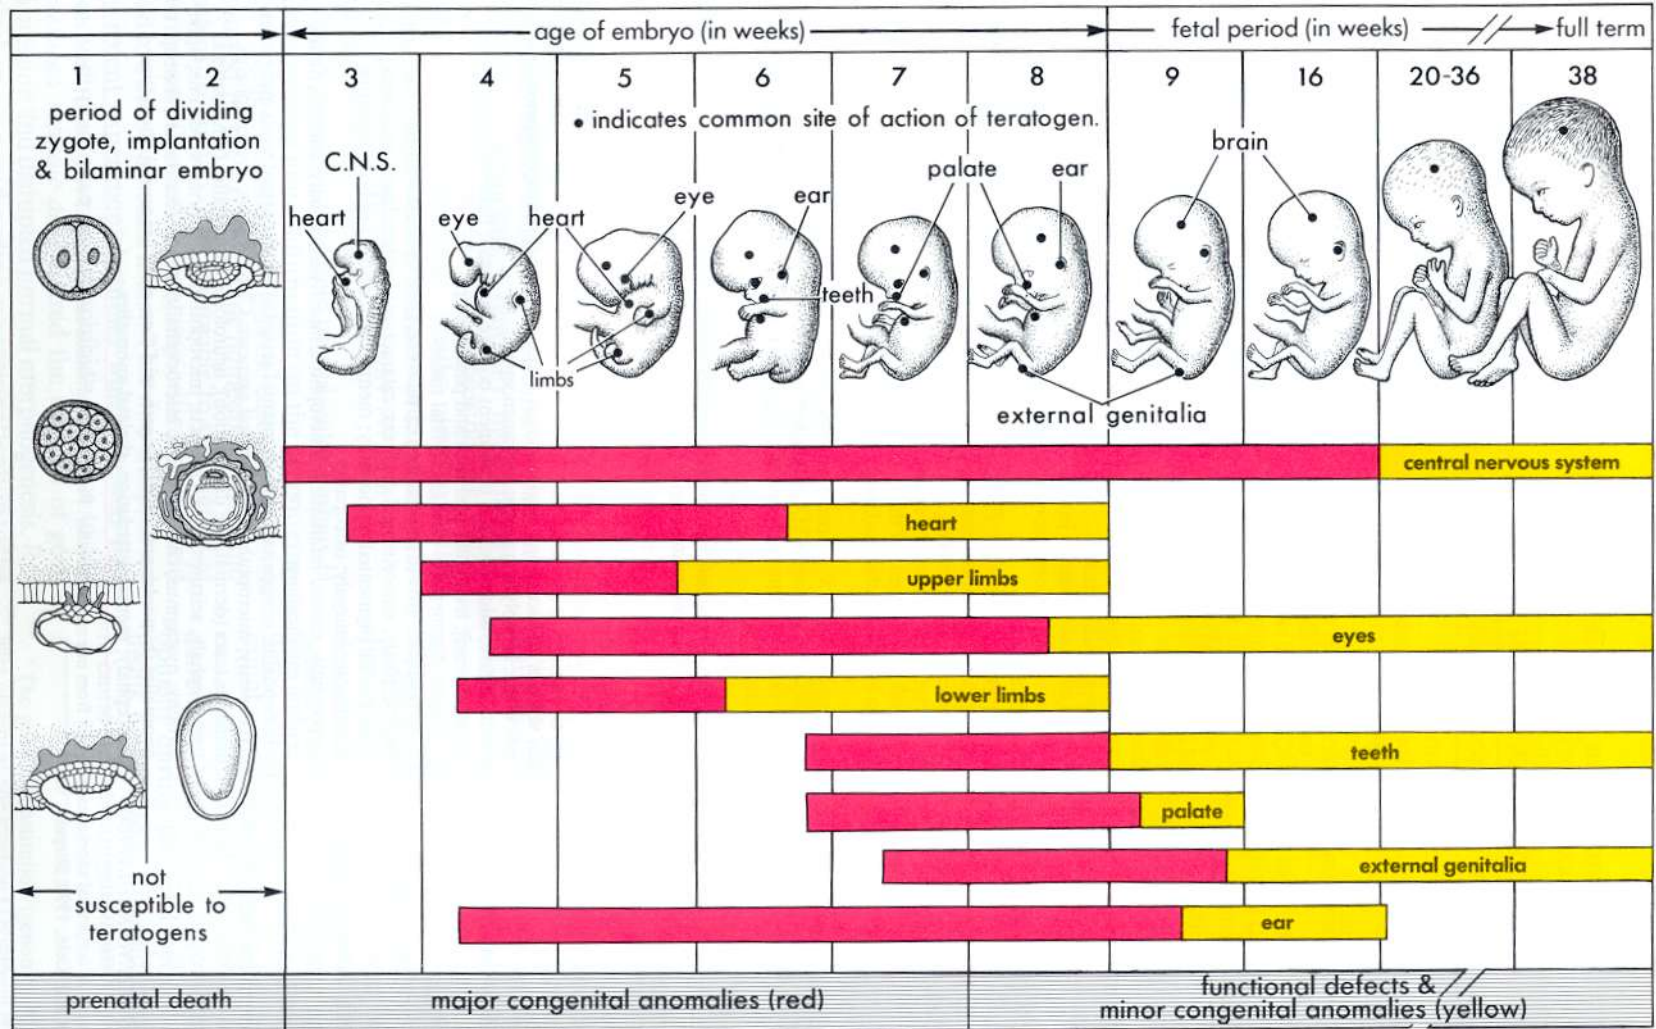 age of embryo (in weeks)
fetal period (in weeks)
full term
1
2
3
4
5
6
7
8
9
16
20-36
38
period of dividing
zygote, implantation
& bilaminar embryo
• indicates common site of action of teratogen.
C.N.S.
heart
eye
heart
eye
ear
palate
ear
brain
teeth
limbs
external genitalia
central nervous system
heart
upper limbs
eyes
lower limbs
teeth
palate
external genitalia
ear
not
susceptible to
teratogens
prenatal death
major congenital anomalies (red)
functional defects &
minor congenital anomalies (yellow)